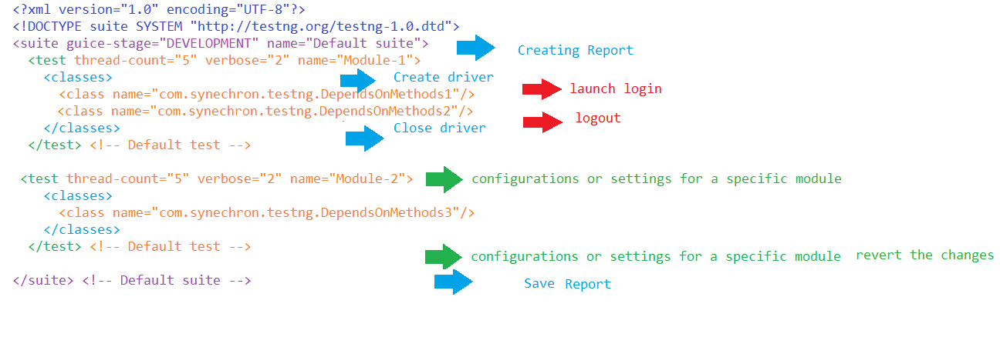 <?xml version="1.0" encoding="UTF-8"?>
<!DOCTYPE suite SYSTEM "http://testng.org/testng-1.0.dtd">
<suite guice-stage="DEVELOPMENT" name="Default suite">
Creating Report
<test thread-count="5" verbose="2" name="Module-1">
<classes> Create driver
<class name="com.synechron.testng.DependsOnMethods1"/> launch login
<class name="com.synechron.testng.DependsOnMethods2"/> logout
</classes> Close driver
</test> <!-- Default test -->
<test thread-count="5" verbose="2" name="Module-2"> configurations or settings for a specific module
<classes>
<class name="com.synechron.testng.DependsOnMethods3"/>
</classes>
</test> <!-- Default test -->
configurations or settings for a specific module revert the changes
</suite> <!-- Default suite -->
Save Report